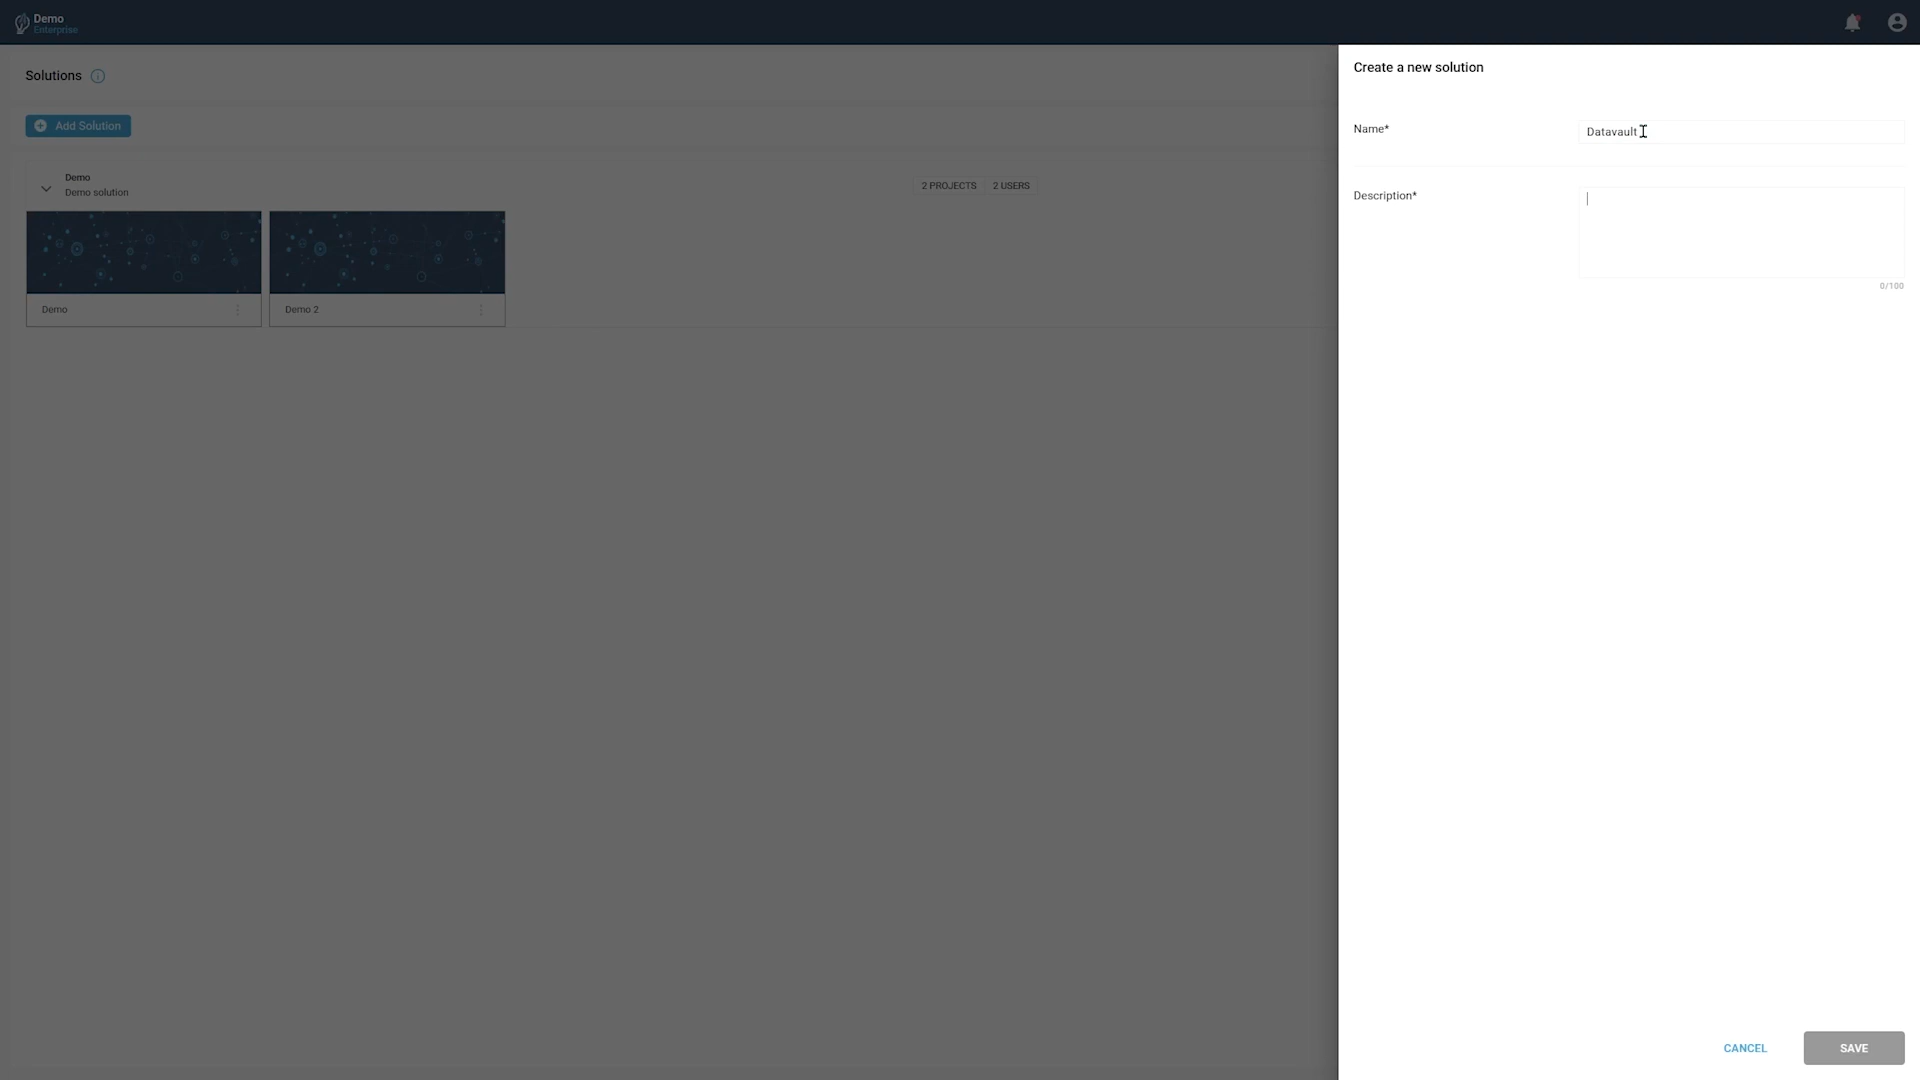 Demo
Enterprise
Solutions
Add Solution
Demo
Demo solution
2 PROJECTS 2 USERS
Demo
Demo 2
Create a new solution
Name*
Datavault
Description*
0/100
CANCEL
SAVE